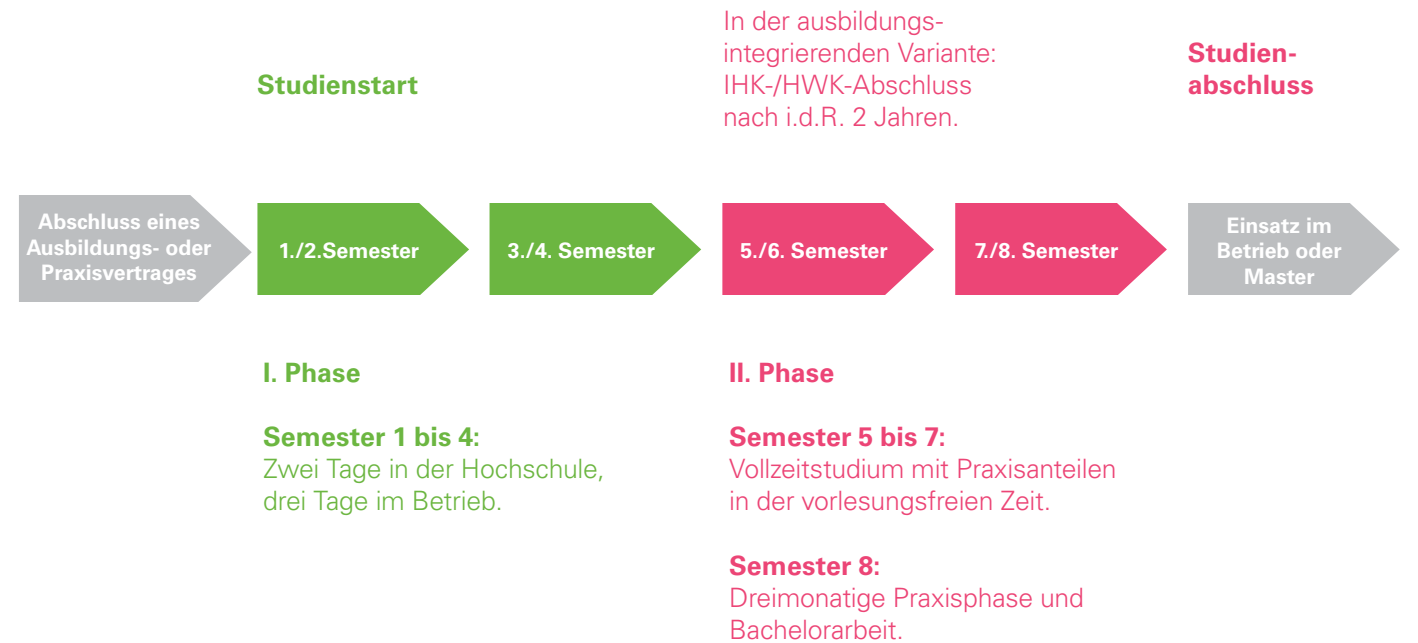 Studienstart
In der ausbildungs-
integrierenden Variante:
IHK-/HWK-Abschluss
nach i.d.R. 2 Jahren.
Studien-
abschluss
Abschluss eines
Ausbildungs- oder
Praxisvertrages
1./2.Semester
3./4. Semester
5./6. Semester
7./8. Semester
Einsatz im
Betrieb oder
Master
I. Phase
Semester 1 bis 4:
Zwei Tage in der Hochschule,
drei Tage im Betrieb.
II. Phase
Semester 5 bis 7:
Vollzeitstudium mit Praxisanteilen
in der vorlesungsfreien Zeit.
Semester 8:
Dreimonatige Praxisphase und
Bachelorarbeit.